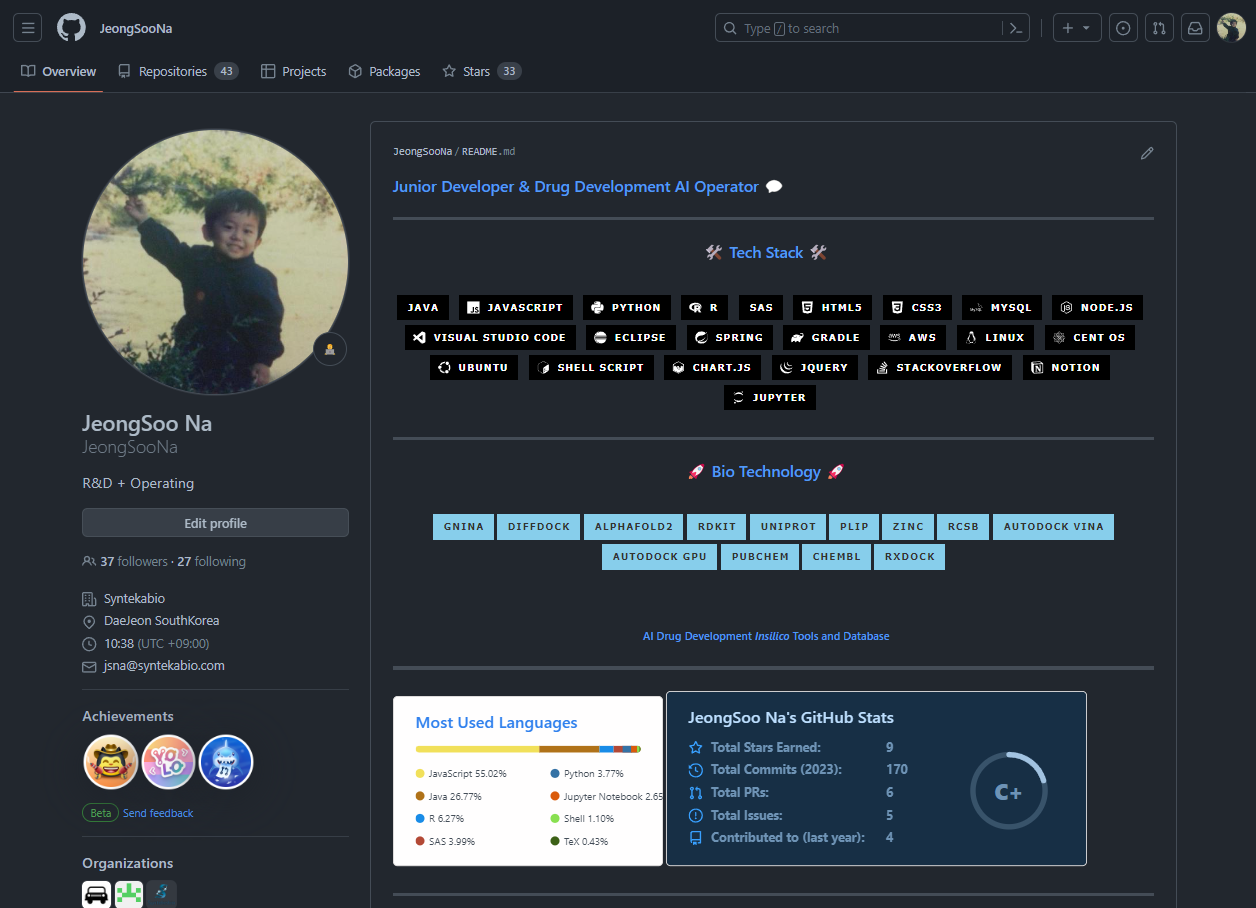 JeongSooNa
Type / to search
Overview
Repositories 43
Projects
Packages
Stars 33
JeongSoo Na
JeongSooNa
R&D + Operating
Edit profile
37 followers · 27 following
Syntekabio
DaeJeon SouthKorea
10:38 (UTC +09:00)
jsna@syntekabio.com
Achievements
YOLO
Beta Send feedback
Organizations
JeongSooNa / README.md
Junior Developer & Drug Development AI Operator
Tech Stack
JAVA JAVASCRIPT PYTHON R SAS HTML5 CSS3 MYSQL NODE.JS
VISUAL STUDIO CODE ECLIPSE SPRING GRADLE AWS LINUX CENT OS
UBUNTU SHELL SCRIPT CHART.JS JQUERY STACKOVERFLOW NOTION
JUPYTER
Bio Technology
GNINA DIFFDOCK ALPHAFOLD2 RDKIT UNIPROT PLIP ZINC RCSB AUTODOCK VINA
AUTODOCK GPU PUBCHEM CHEMBL RXDOCK
AI Drug Development Insilico Tools and Database
Most Used Languages
JavaScript 55.02%
Java 26.77%
R 6.27%
SAS 3.99%
Python 3.77%
Jupyter Notebook 2.65
Shell 1.10%
TeX 0.43%
JeongSoo Na's GitHub Stats
Total Stars Earned: 9
Total Commits (2023): 170
Total PRs: 6
Total Issues: 5
Contributed to (last year): 4
C+